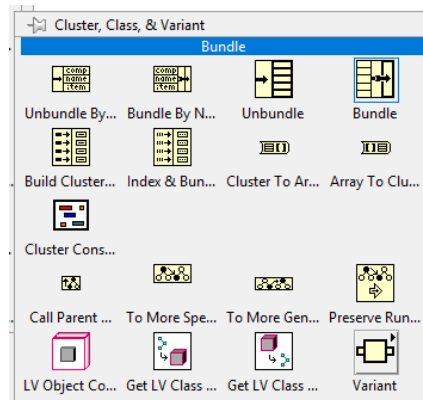 Cluster, Class, & Variant
Bundle
comp name item
comp name item
Unbundle By... Bundle By N... Unbundle Bundle
Build Cluster... Index & Bun... Cluster To Ar... Array To Clu...
Cluster Cons...
Call Parent ... To More Spe... To More Gen... Preserve Run...
LV Object Co... Get LV Class ... Get LV Class ... Variant